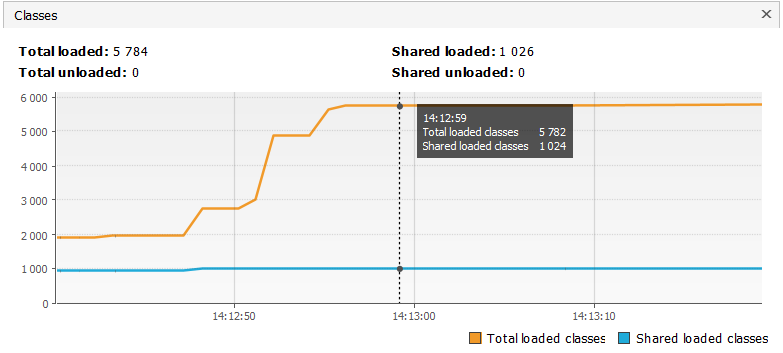 Classes
Total loaded: 5 784
Shared loaded: 1 026
Total unloaded: 0
Shared unloaded: 0
6 000
5 000
4 000
3 000
2 000
1 000
0
14:12:59
Total loaded classes 5 782
Shared loaded classes 1 024
14:12:50
14:13:00
14:13:10
Total loaded classes
Shared loaded classes